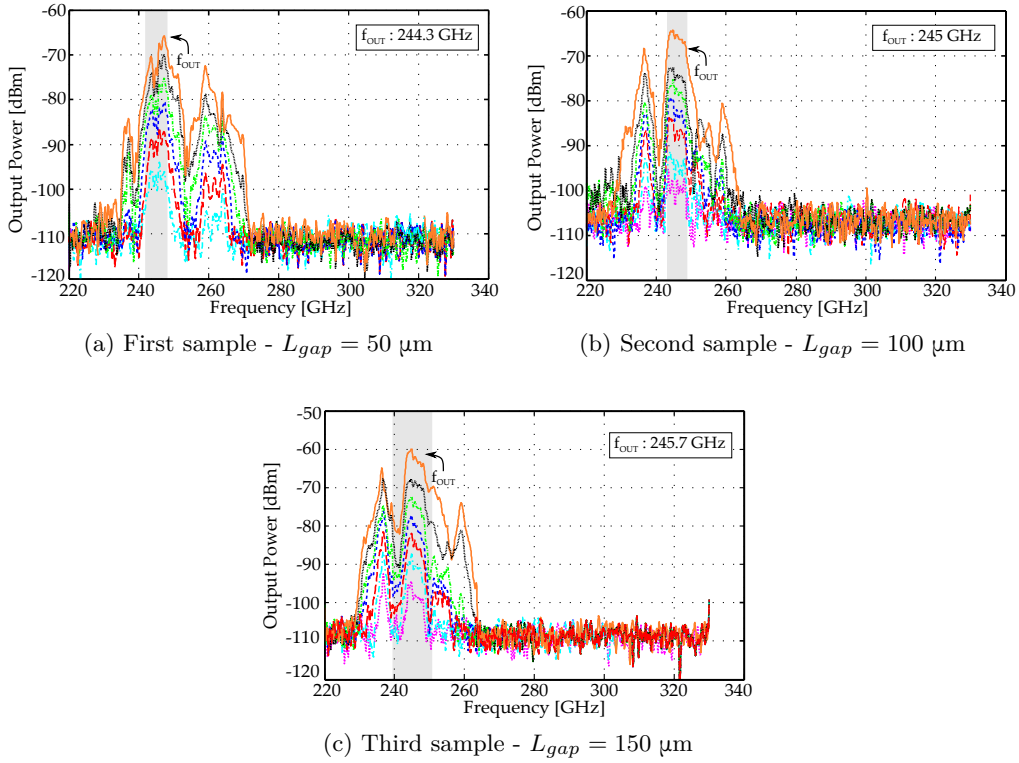 -60
-70
-80
-90
-100
-110
-120
220 240 260 280 300 320 340
Output Power [dBm]
Frequency [GHz]
fOUT : 244.3 GHz
fOUT
(a) First sample - Lgap = 50 µm
-60
-70
-80
-90
-100
-110
-120
220 240 260 280 300 320 340
Output Power [dBm]
Frequency [GHz]
fOUT : 245 GHz
fOUT
(b) Second sample - Lgap = 100 µm
-50
-60
-70
-80
-90
-100
-110
-120
220 240 260 280 300 320 340
Output Power [dBm]
Frequency [GHz]
fOUT : 245.7 GHz
fOUT
(c) Third sample - Lgap = 150 µm